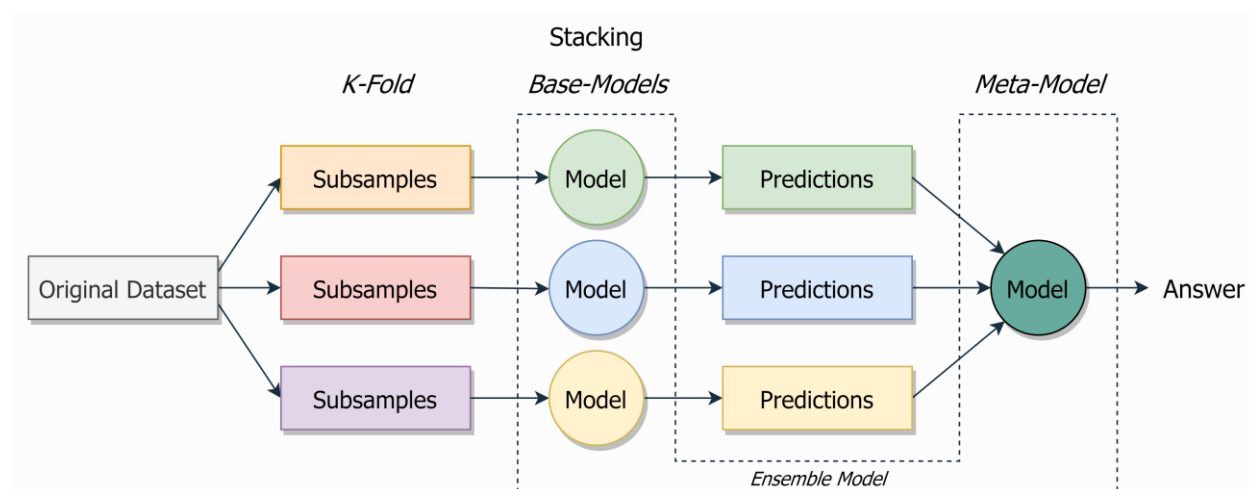 Stacking
K-Fold
Base-Models
Meta-Model
Subsamples
Model
Predictions
Original Dataset
Subsamples
Model
Predictions
Model
Answer
Subsamples
Model
Predictions
Ensemble Model